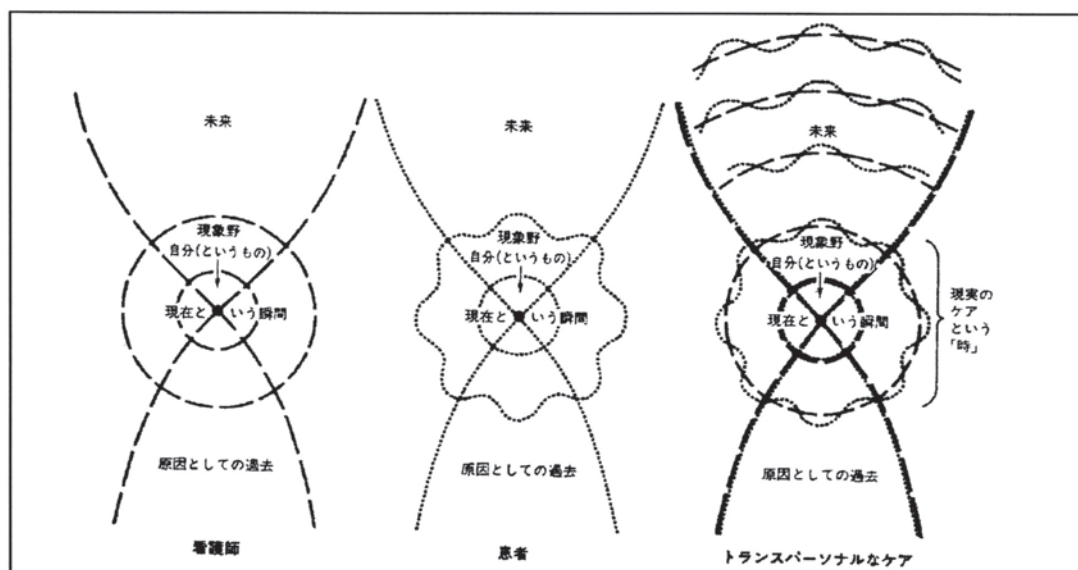 未来
現象野
自分(というもの)
現在と いう瞬間
原因としての過去
看護師
未来
現象野
自分(というもの)
現在と いう瞬間
原因としての過去
患者
未来
現象野
自分(というもの)
現在と いう瞬間
原因としての過去
トランスパーソナルなケア
現実の
ケア
という
「時」